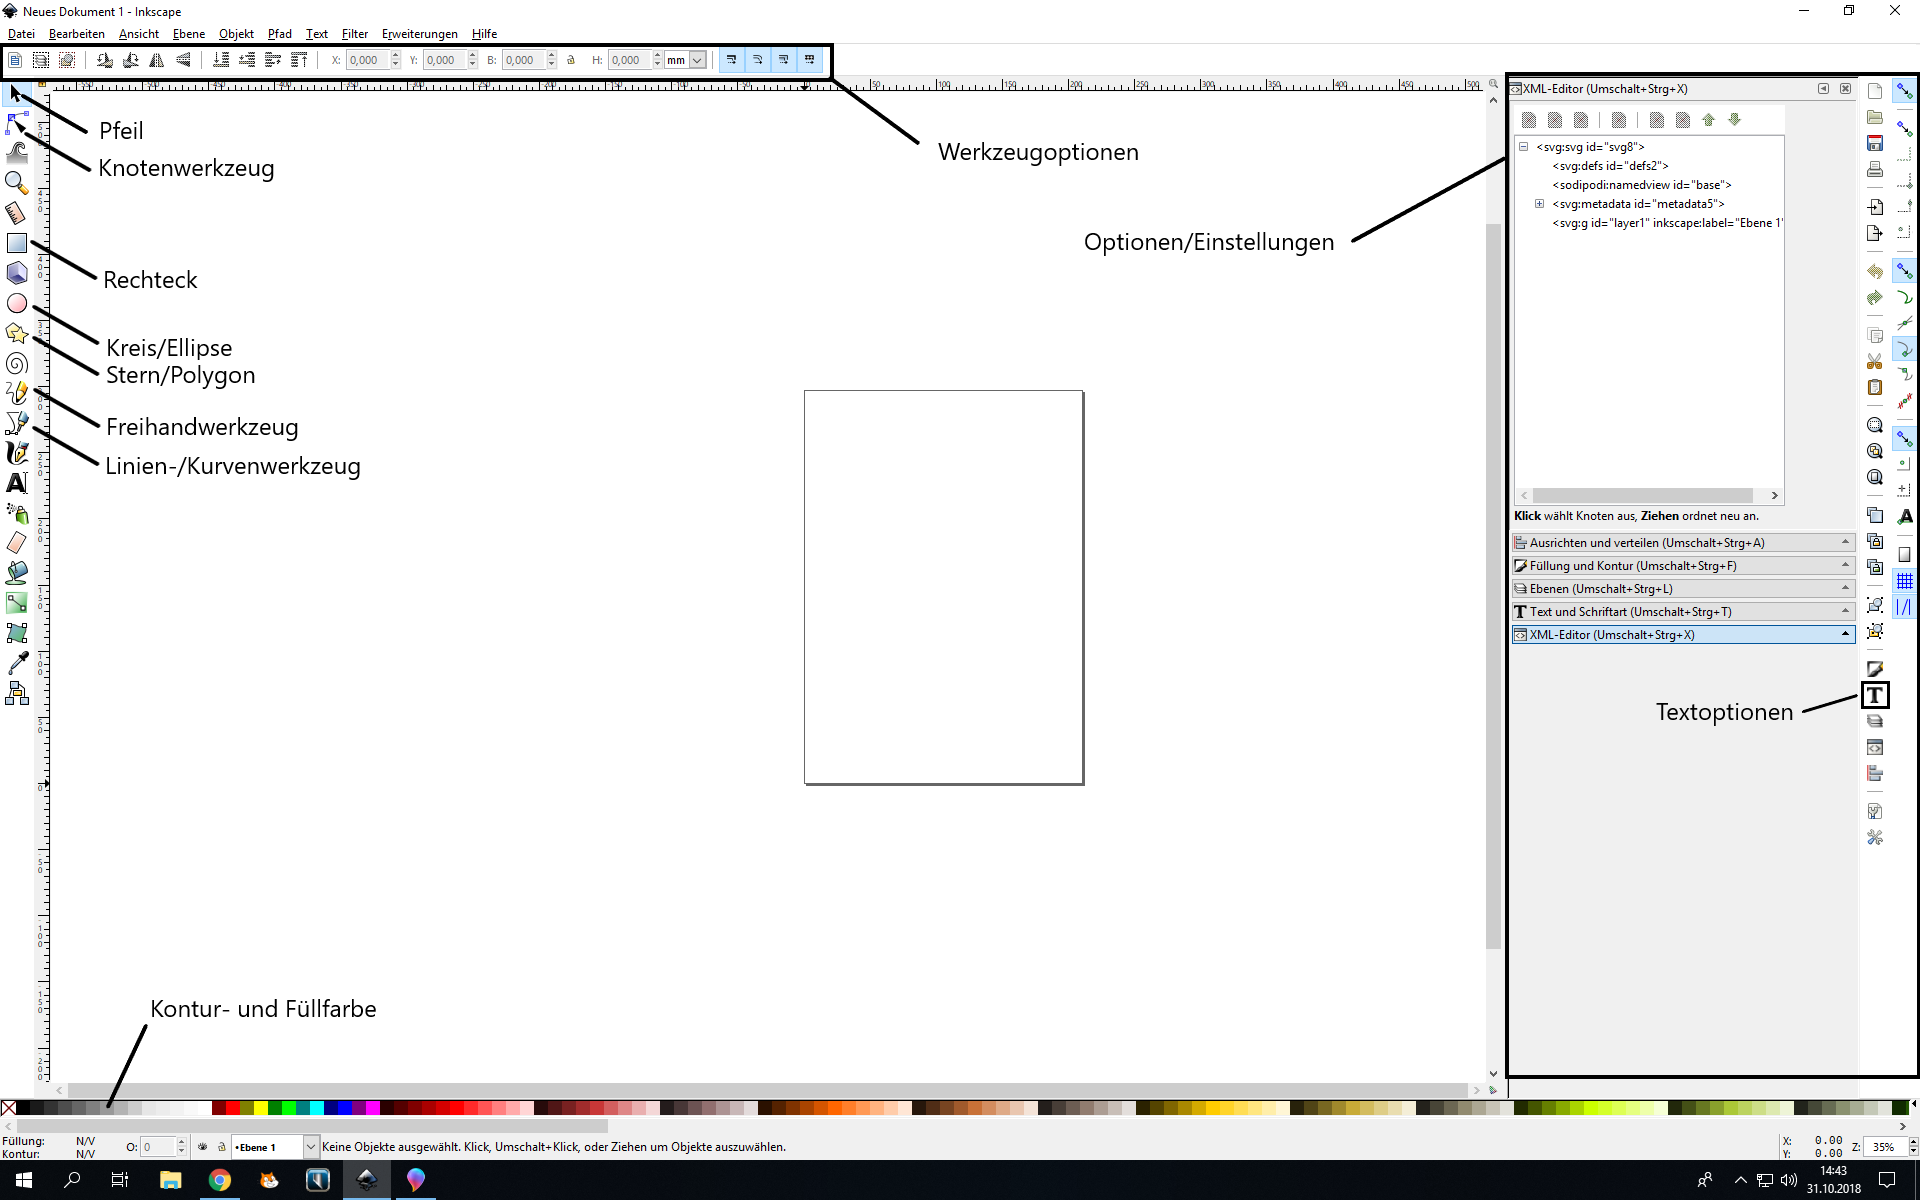 Neues Dokument 1 - Inkscape
Datei Bearbeiten Ansicht Ebene Objekt Pfad Text Filter Erweiterungen Hilfe
X: 0,000 Y: 0,000 B: 0,000 H: 0,000 mm
XML-Editor (Umschalt+Strg+X)
Pfeil
Knotenwerkzeug
Werkzeugoptionen
<svg:svg id="svg8">
<svg:defs id="defs2">
<sodipodi:namedview id="base">
<svg:metadata id="metadata5">
<svg:g id="layer1" inkscape:label="Ebene 1"
Optionen/Einstellungen
Rechteck
Kreis/Ellipse
Stern/Polygon
Freihandwerkzeug
Linien-/Kurvenwerkzeug
Klick wählt Knoten aus, Ziehen ordnet neu an.
Ausrichten und verteilen (Umschalt+Strg+A)
Füllung und Kontur (Umschalt+Strg+F)
Ebenen (Umschalt+Strg+L)
Text und Schriftart (Umschalt+Strg+T)
XML-Editor (Umschalt+Strg+X)
Textoptionen
Kontur- und Füllfarbe
Füllung: N/V
Kontur: N/V
O: 0
•Ebene 1
Keine Objekte ausgewählt. Klick, Umschalt+Klick, oder Ziehen um Objekte auszuwählen.
X: 0.00
Y: 0.00
Z: 35%
14:43
31.10.2018